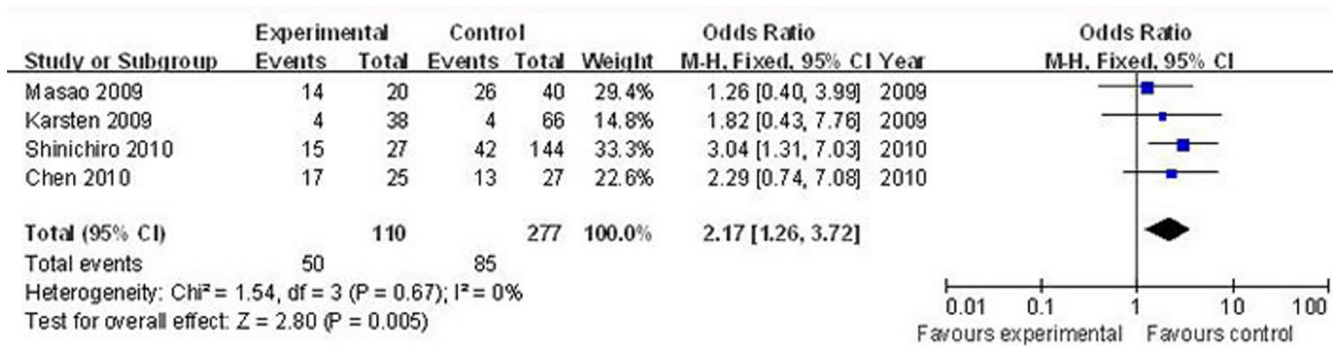 Experimental Control Odds Ratio Odds Ratio
Study or Subgroup Events Total Events Total Weight M-H, Fixed, 95% CI Year M-H, Fixed, 95% CI
Masao 2009 14 20 26 40 29.4% 1.26 [0.40, 3.99] 2009
Karsten 2009 4 38 4 66 14.8% 1.82 [0.43, 7.76] 2009
Shinichiro 2010 15 27 42 144 33.3% 3.04 [1.31, 7.03] 2010
Chen 2010 17 25 13 27 22.6% 2.29 [0.74, 7.08] 2010
Total (95% CI) 110 277 100.0% 2.17 [1.26, 3.72]
Total events 50 85
Heterogeneity: Chi² = 1.54, df = 3 (P = 0.67); I² = 0%
Test for overall effect: Z = 2.80 (P = 0.005)
0.01 0.1 1 10 100
Favours experimental Favours control